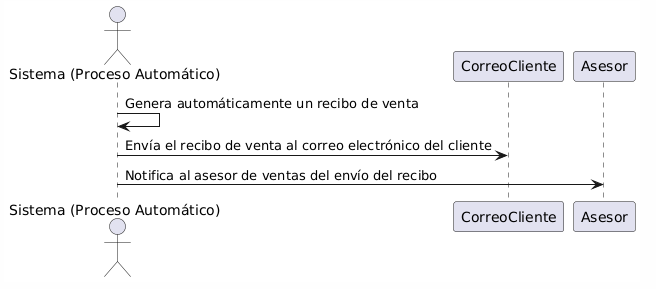 Sistema (Proceso Automático)
CorreoCliente
Asesor
Genera automáticamente un recibo de venta
Envía el recibo de venta al correo electrónico del cliente
Notifica al asesor de ventas del envío del recibo
Sistema (Proceso Automático)
CorreoCliente
Asesor